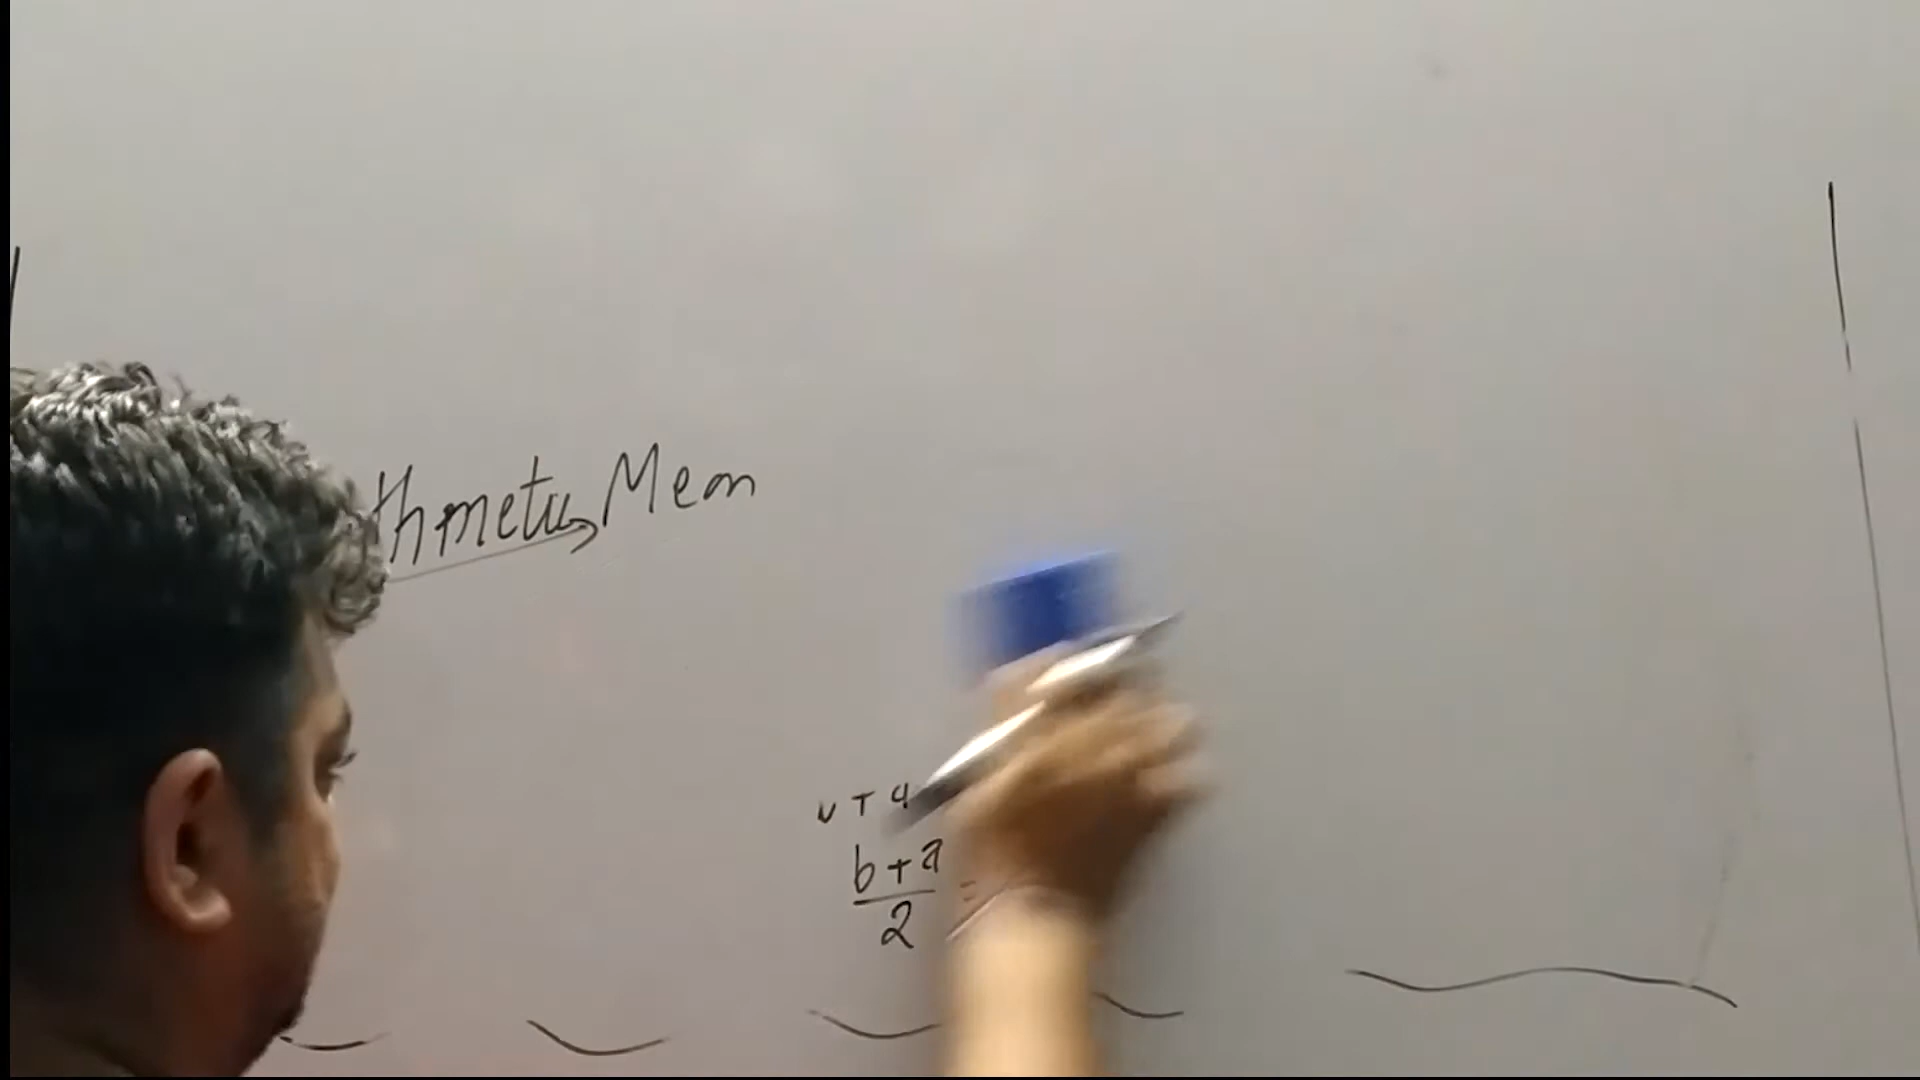 thmetic Mean
b + a
2
=